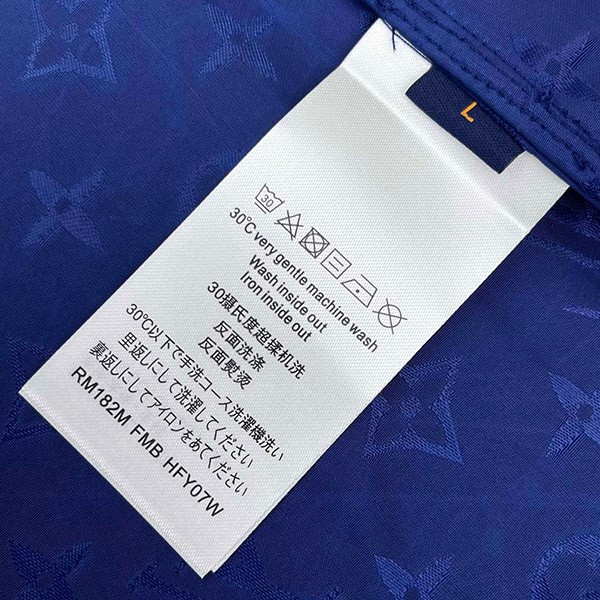 L
30
30℃ very gentle machine wash
Wash inside out
Iron inside out
30摄氏度超揉机洗
反面洗涤
反面熨烫
30℃以下で手洗コース洗濯機洗い
里返しにして洗濯してください
裏返しにしてアイロンをあてください
RM182M FMB HFY07W